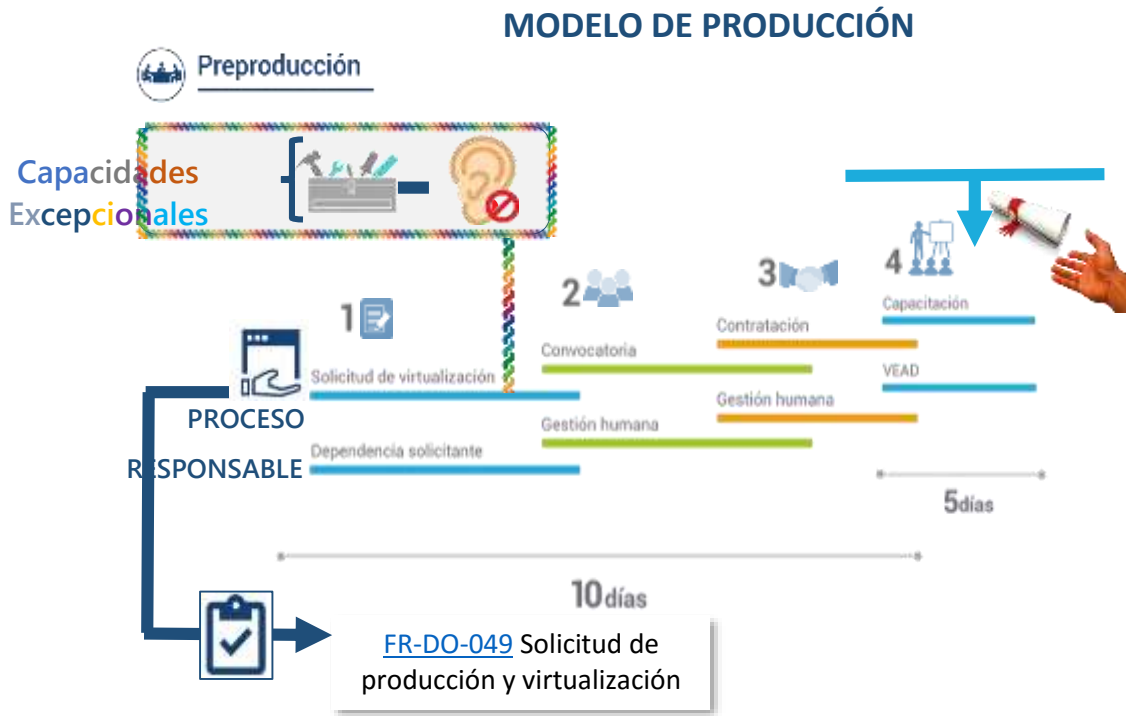 MODELO DE PRODUCCIÓN
Preproducción
Capacidades
Excepcionales
1
2
3
4
Solicitud de virtualización
Convocatoria
Contratación
Capacitación
PROCESO
Dependencia solicitante
Gestión humana
Gestión humana
VEAD
RESPONSABLE
5días
10días
FR-DO-049 Solicitud de
producción y virtualización